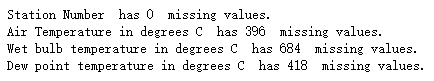 Station Number  has 0  missing values.
Air Temperature in degrees C  has 396  missing values.
Wet bulb temperature in degrees C  has 684  missing values.
Dew point temperature in degrees C  has 418  missing values.